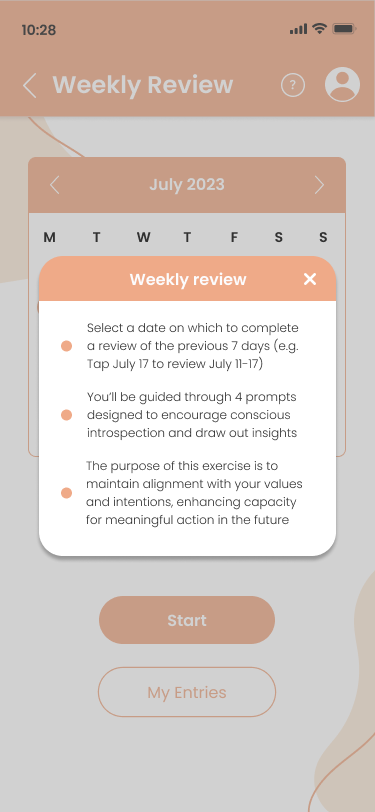 10:28
Weekly Review
?
July 2023
M T W T F S S
Weekly review
Select a date on which to complete
a review of the previous 7 days (e.g.
Tap July 17 to review July 11-17)
You'll be guided through 4 prompts
designed to encourage conscious
introspection and draw out insights
The purpose of this exercise is to
maintain alignment with your values
and intentions, enhancing capacity
for meaningful action in the future
Start
My Entries